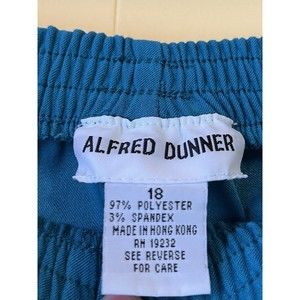 ALFRED DUNNER
18
97% POLYESTER
3% SPANDEX
MADE IN HONG KONG
RN 19232
SEE REVERSE
FOR CARE